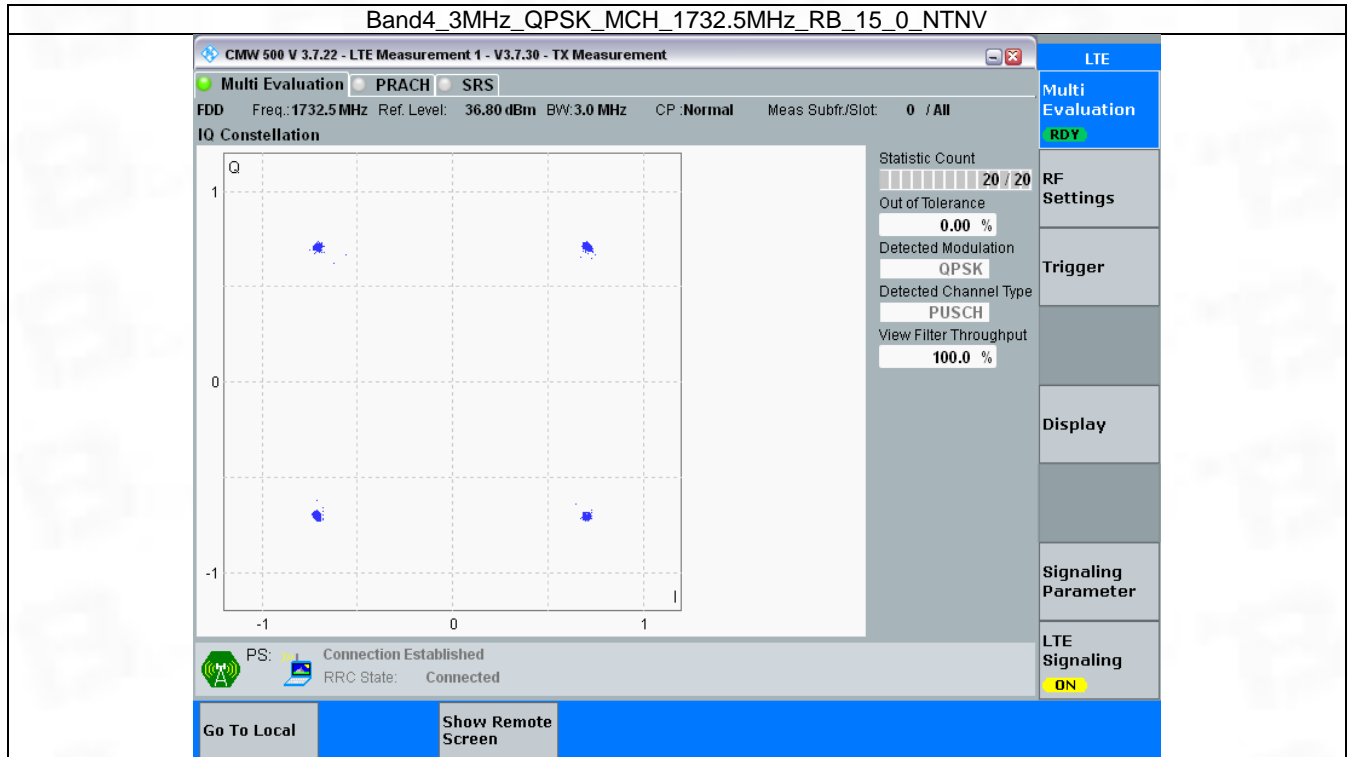 Band4_3MHz_QPSK_MCH_1732.5MHz_RB_15_0_NTNV
CMW 500 V 3.7.22 - LTE Measurement 1 - V3.7.30 - TX Measurement
Multi Evaluation PRACH SRS
FDD Freq.:1732.5 MHz Ref. Level: 36.80 dBm BW:3.0 MHz CP :Normal Meas Subfr./Slot: 0 / All
IQ Constellation
Q
1
0
-1
I
-1 0 1
Statistic Count
20 / 20
Out of Tolerance
0.00 %
Detected Modulation
QPSK
Detected Channel Type
PUSCH
View Filter Throughput
100.0 %
PS: Connection Established
RRC State: Connected
LTE
Multi
Evaluation
RDY
RF
Settings
Trigger
Display
Signaling
Parameter
LTE
Signaling
ON
Go To Local
Show Remote
Screen